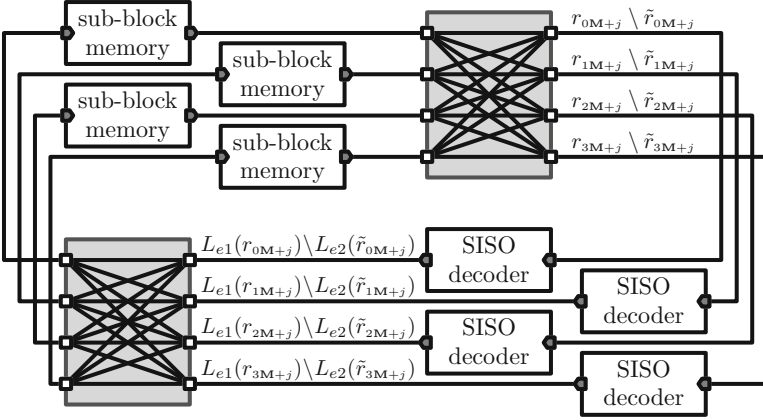 sub-block
memory
r_{0M+j} \ r̃_{0M+j}
sub-block
memory
r_{1M+j} \ r̃_{1M+j}
sub-block
memory
r_{2M+j} \ r̃_{2M+j}
sub-block
memory
r_{3M+j} \ r̃_{3M+j}
L_{e1}(r_{0M+j})\L_{e2}(r̃_{0M+j})
SISO
decoder
L_{e1}(r_{1M+j})\L_{e2}(r̃_{1M+j})
SISO
decoder
L_{e1}(r_{2M+j})\L_{e2}(r̃_{2M+j})
SISO
decoder
L_{e1}(r_{3M+j})\L_{e2}(r̃_{3M+j})
SISO
decoder